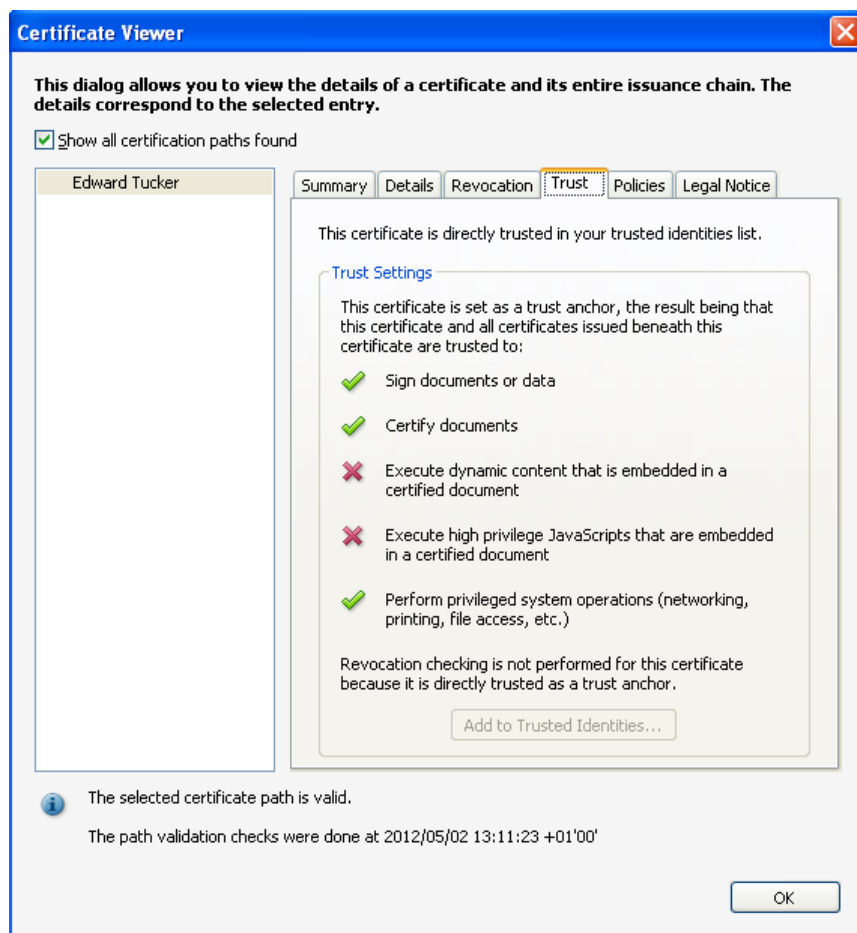 Certificate Viewer
This dialog allows you to view the details of a certificate and its entire issuance chain. The
details correspond to the selected entry.
Show all certification paths found
Edward Tucker
Summary Details Revocation Trust Policies Legal Notice
This certificate is directly trusted in your trusted identities list.
Trust Settings
This certificate is set as a trust anchor, the result being that
this certificate and all certificates issued beneath this
certificate are trusted to:
Sign documents or data
Certify documents
Execute dynamic content that is embedded in a
certified document
Execute high privilege JavaScripts that are embedded
in a certified document
Perform privileged system operations (networking,
printing, file access, etc.)
Revocation checking is not performed for this certificate
because it is directly trusted as a trust anchor.
Add to Trusted Identities...
The selected certificate path is valid.
The path validation checks were done at 2012/05/02 13:11:23 +01'00'
OK